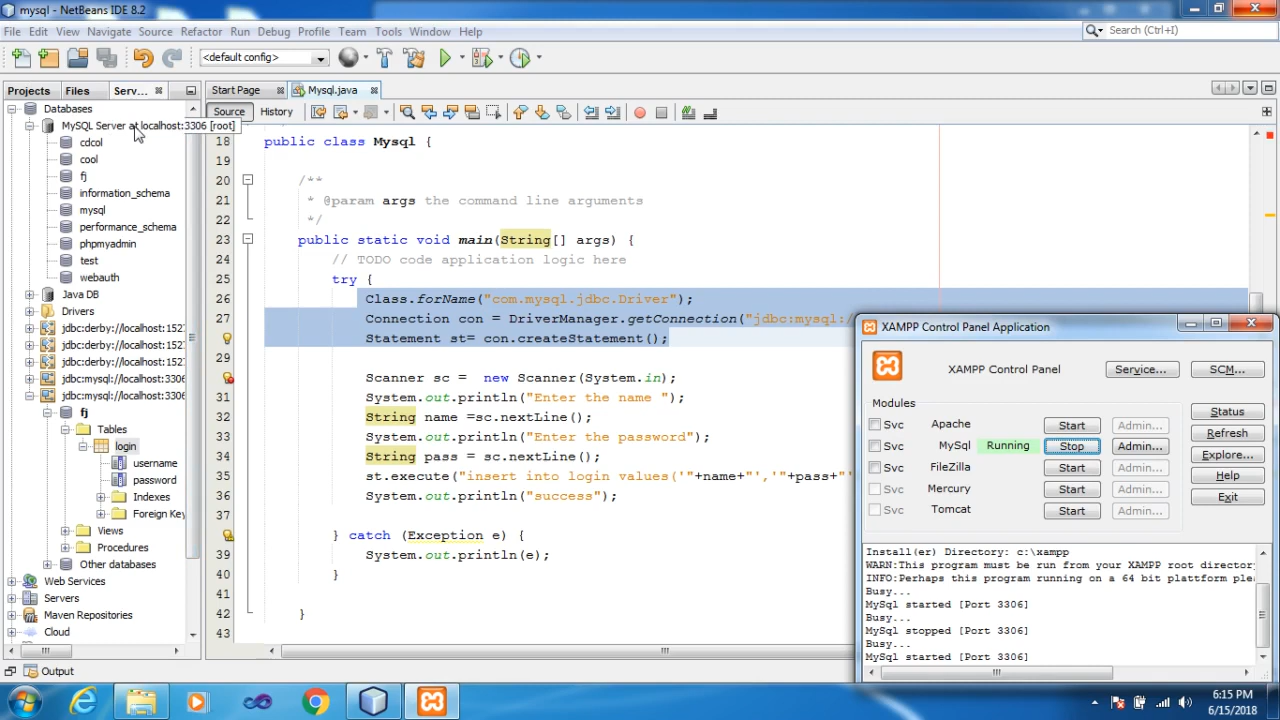 mysql - NetBeans IDE 8.2
File Edit View Navigate Source Refactor Run Debug Profile Team Tools Window Help
Search (Ctrl+I)
<default config>
Projects Files Serv...
Start Page Mysql.java
Source History
Databases
MySQL Server at localhost:3306 [root]
cdcol
cool
fj
information_schema
mysql
performance_schema
phpmyadmin
test
webauth
Java DB
Drivers
jdbc:derby://localhost:152
jdbc:derby://localhost:152
jdbc:derby://localhost:152
jdbc:mysql://localhost:3306
jdbc:mysql://localhost:3306
fj
Tables
login
username
password
Indexes
Foreign Key
Views
Procedures
Other databases
Web Services
Servers
Maven Repositories
Cloud
Output
18 public class Mysql {
19
20 /**
21 * @param args the command line arguments
22 */
23 public static void main(String[] args) {
24 // TODO code application logic here
25 try {
26 Class.forName("com.mysql.jdbc.Driver");
27 Connection con = DriverManager.getConnection("jdbc:mysql:/
Statement st= con.createStatement();
29
Scanner sc =  new Scanner(System.in);
31 System.out.println("Enter the name ");
32 String name =sc.nextLine();
33 System.out.println("Enter the password");
34 String pass = sc.nextLine();
35 st.execute("insert into login values('"+name+"','"+pass+"'
36 System.out.println("success");
37
} catch (Exception e) {
39 System.out.println(e);
40 }
41
42 }
43
XAMPP Control Panel Application
XAMPP Control Panel
Service... SCM...
Modules
Svc Apache Start Admin...
Svc MySql Running Stop Admin...
Svc FileZilla Start Admin...
Svc Mercury Start Admin...
Svc Tomcat Start Admin...
Status
Refresh
Explore...
Help
Exit
Install(er) Directory: c:\xampp
WARN:This program must be run from your XAMPP root director
INFO:Perhaps this program running on a 64 bit plattform ple
Busy...
MySql started [Port 3306]
Busy...
MySql stopped [Port 3306]
Busy...
MySql started [Port 3306]
6:15 PM
6/15/2018